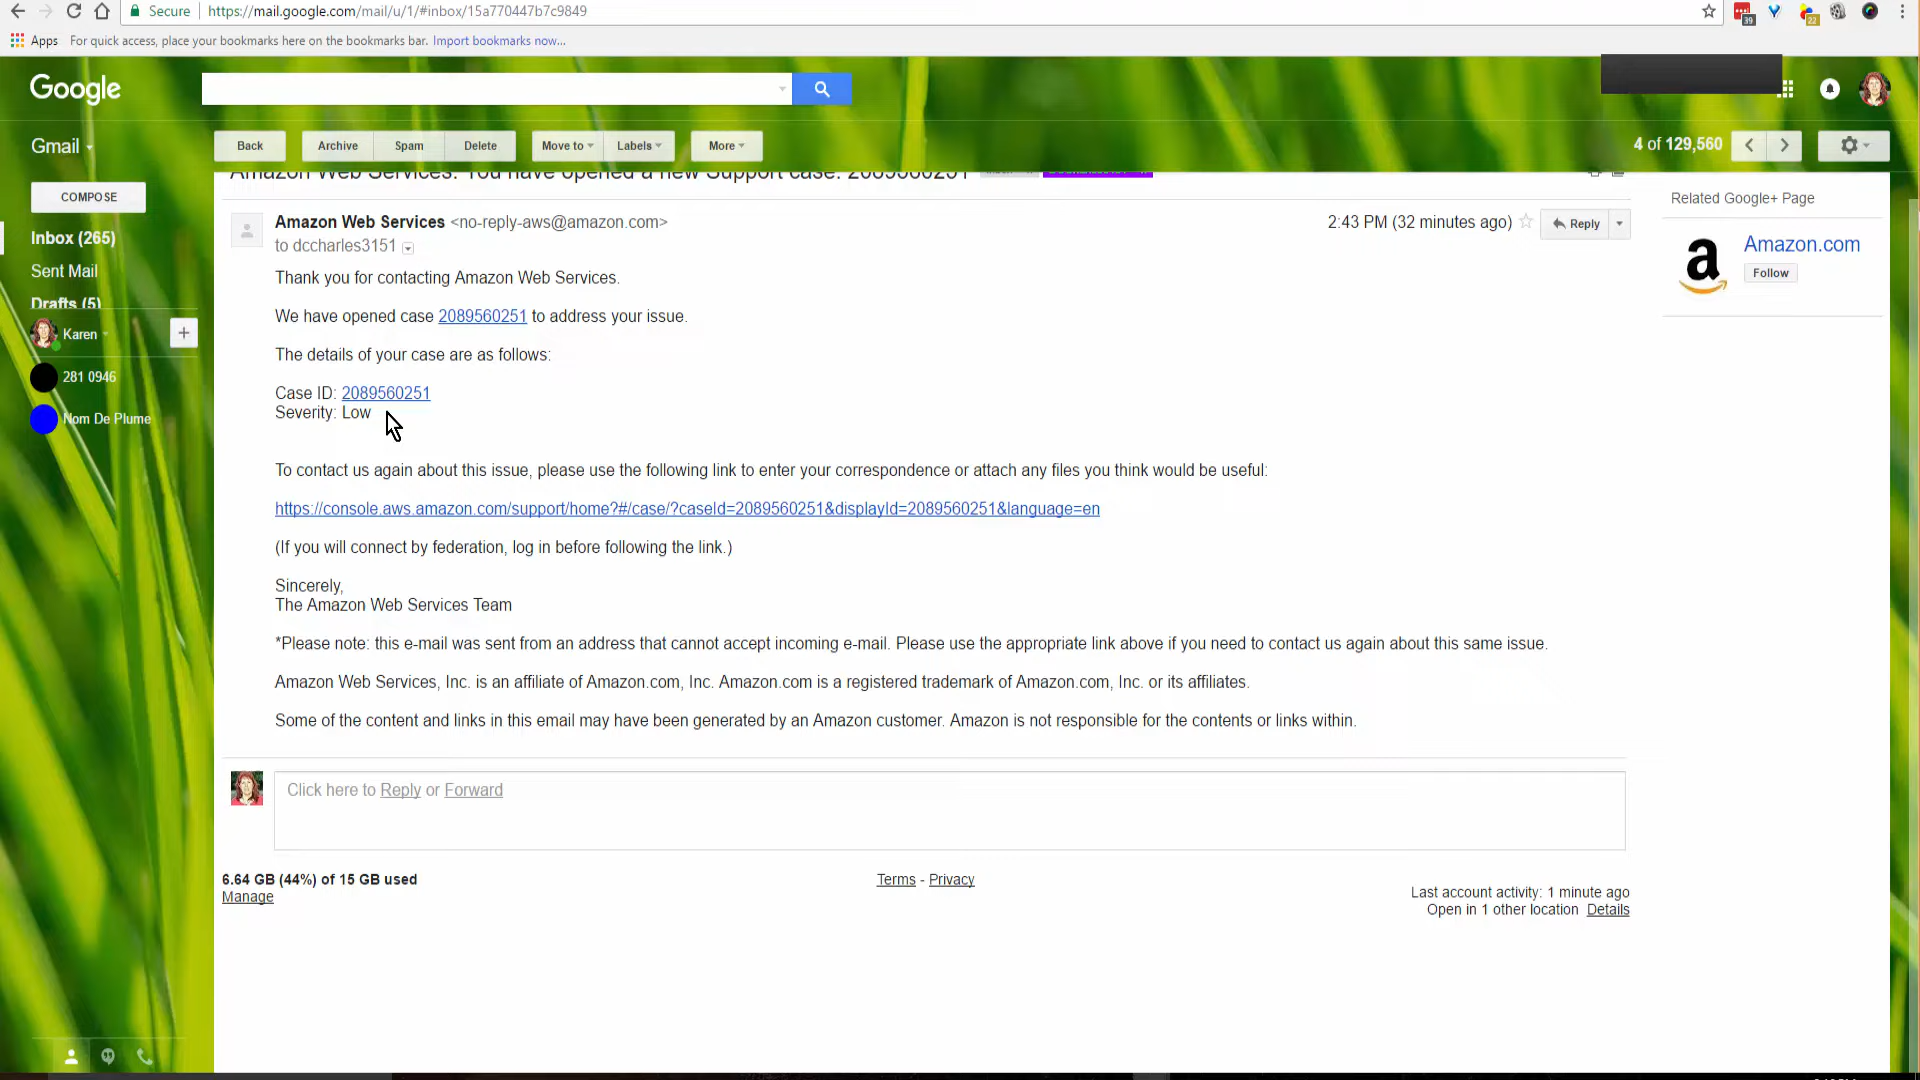 Secure https://mail.google.com/mail/u/1/#inbox/15a770447b7c9849
39
22
Apps For quick access, place your bookmarks here on the bookmarks bar. Import bookmarks now...
Google
Gmail
Back Archive Spam Delete Move to Labels More
4 of 129,560
COMPOSE
Inbox (265)
Sent Mail
Drafts (5)
Karen
281 0946
Nom De Plume
Amazon Web Services: You have opened a new Support case: 2089560251
Amazon Web Services <no-reply-aws@amazon.com>
2:43 PM (32 minutes ago)
Reply
to dccharles3151
Thank you for contacting Amazon Web Services.
We have opened case 2089560251 to address your issue.
The details of your case are as follows:
Case ID: 2089560251
Severity: Low
To contact us again about this issue, please use the following link to enter your correspondence or attach any files you think would be useful:
https://console.aws.amazon.com/support/home?#/case/?caseId=2089560251&displayId=2089560251&language=en
(If you will connect by federation, log in before following the link.)
Sincerely,
The Amazon Web Services Team
*Please note: this e-mail was sent from an address that cannot accept incoming e-mail. Please use the appropriate link above if you need to contact us again about this same issue.
Amazon Web Services, Inc. is an affiliate of Amazon.com, Inc. Amazon.com is a registered trademark of Amazon.com, Inc. or its affiliates.
Some of the content and links in this email may have been generated by an Amazon customer. Amazon is not responsible for the contents or links within.
Click here to Reply or Forward
6.64 GB (44%) of 15 GB used
Manage
Terms - Privacy
Last account activity: 1 minute ago
Open in 1 other location Details
Related Google+ Page
a
Amazon.com
Follow